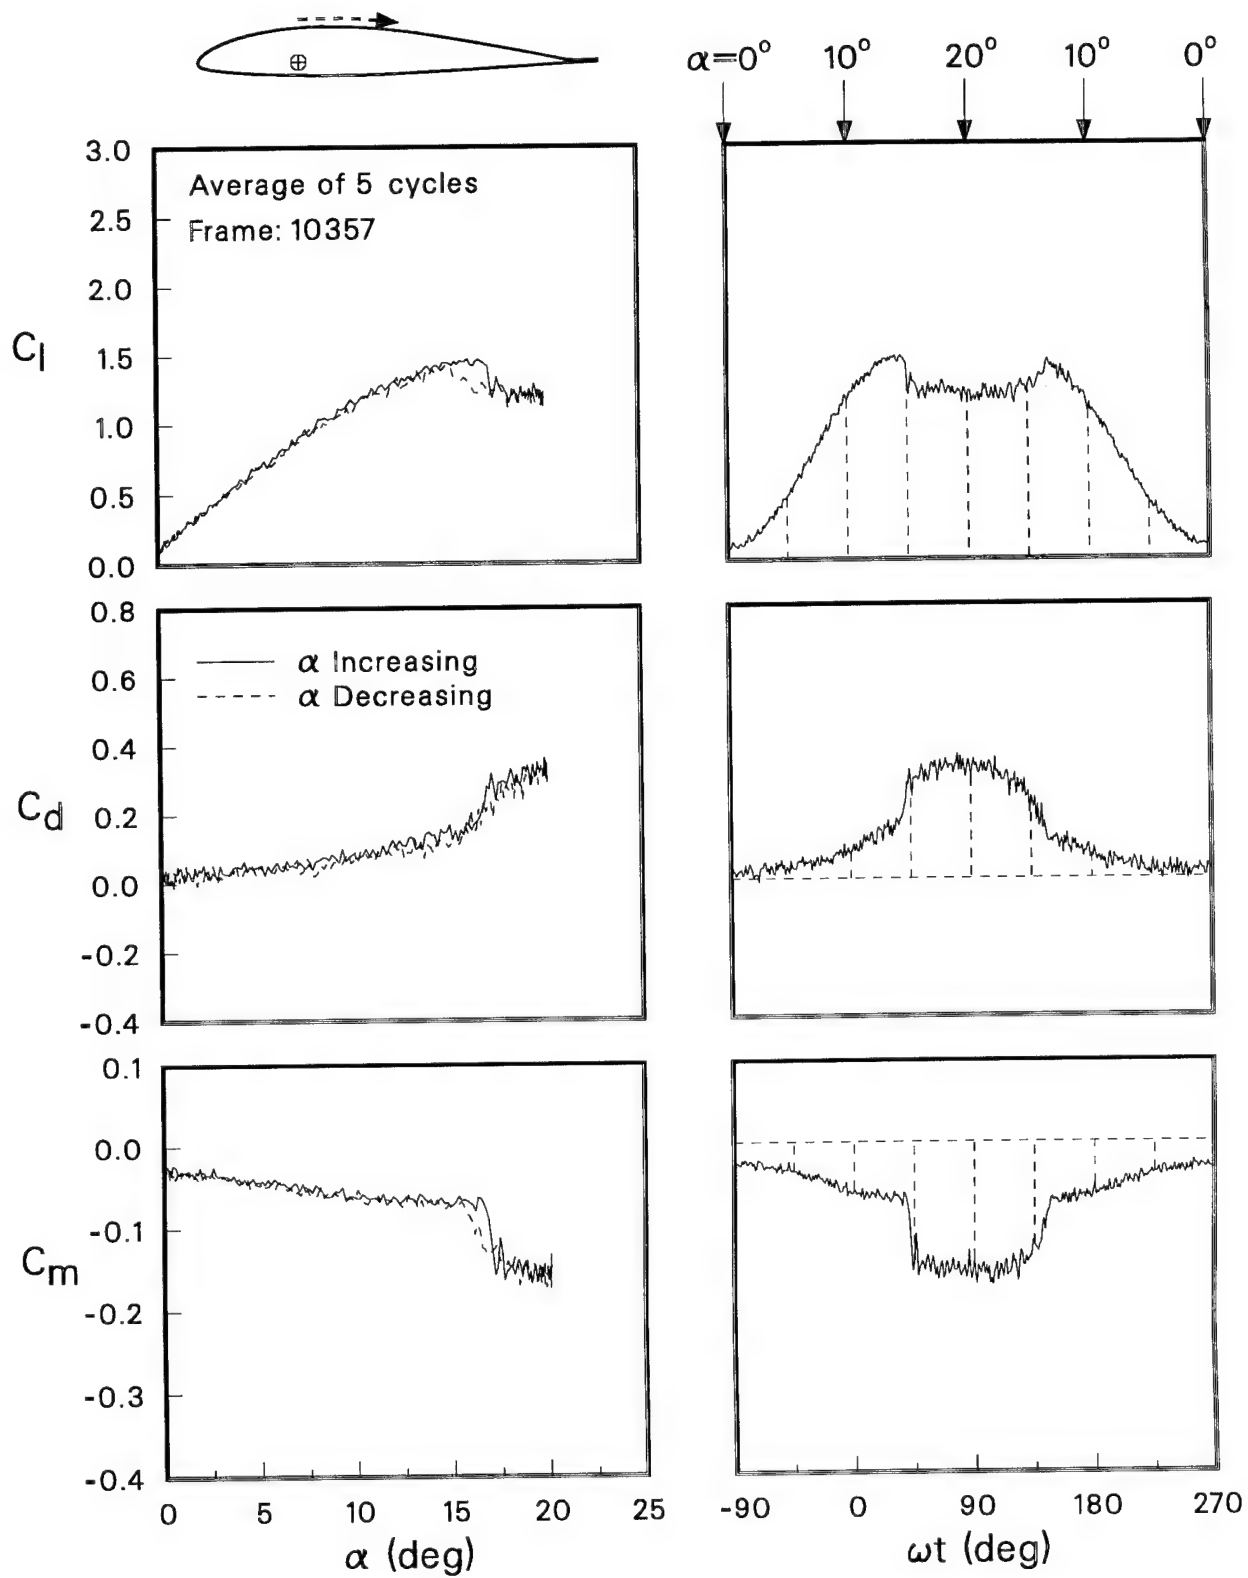 α=0° 10° 20° 10° 0°
3.0
2.5
2.0
1.5
1.0
0.5
0.0
Cl
Average of 5 cycles
Frame: 10357
0.8
0.6
0.4
0.2
0.0
-0.2
-0.4
Cd
α Increasing
α Decreasing
0.1
0.0
-0.1
-0.2
-0.3
-0.4
Cm
0 5 10 15 20 25
α (deg)
-90 0 90 180 270
ωt (deg)